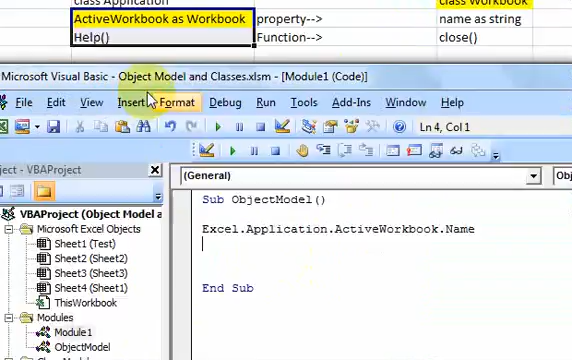 class Application
class Workbook
ActiveWorkbook as Workbook property--> name as string
Help() Function--> close()
Microsoft Visual Basic - Object Model and Classes.xlsm - [Module1 (Code)]
File Edit View Insert Format Debug Run Tools Add-Ins Window Help
Ln 4, Col 1
ect - VBAProject
(General)
VBAProject (Object Model a
Microsoft Excel Objects
Sheet1 (Test)
Sheet2 (Sheet2)
Sheet3 (Sheet3)
Sheet4 (Sheet4)
ThisWorkbook
Modules
Module1
ObjectModel
Sub ObjectModel()
Excel.Application.ActiveWorkbook.Name
End Sub